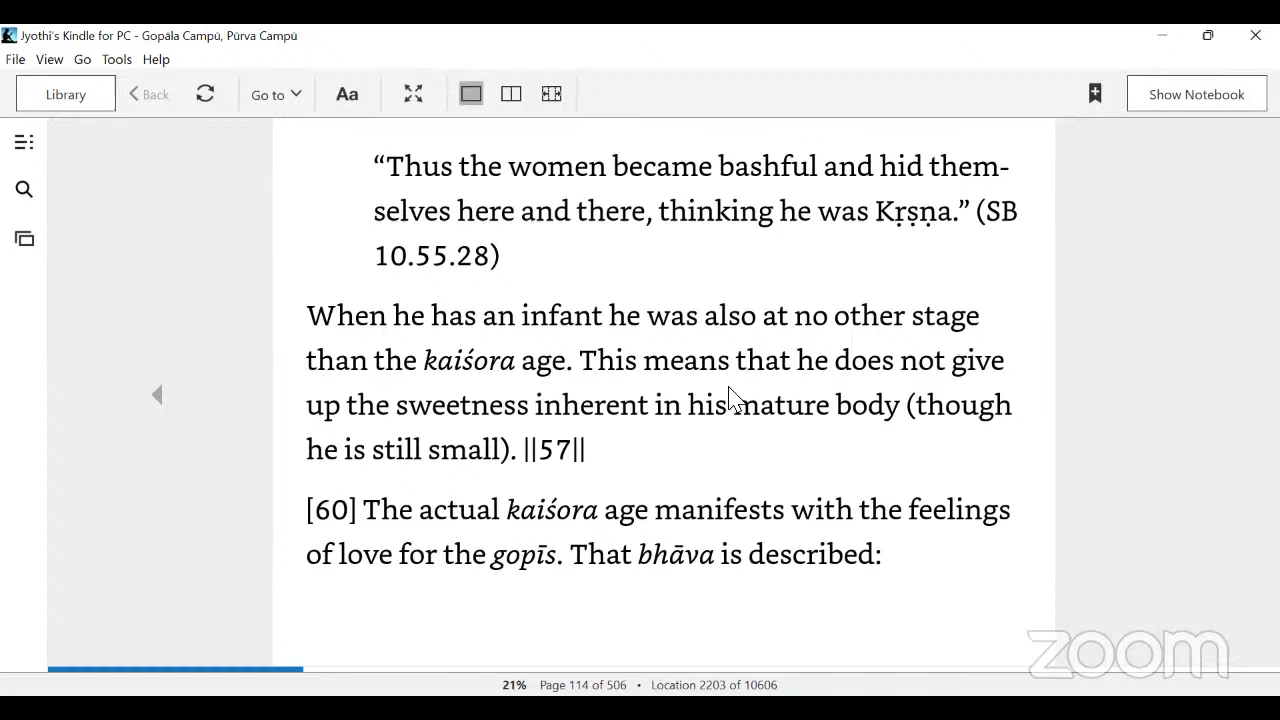 Jyothi's Kindle for PC - Gopāla Campū, Pūrva Campū
File View Go Tools Help
Library Back Go to Aa Show Notebook
“Thus the women became bashful and hid them-
selves here and there, thinking he was Kṛṣṇa.” (SB
10.55.28)
When he has an infant he was also at no other stage
than the kaiśora age. This means that he does not give
up the sweetness inherent in his mature body (though
he is still small). ||57||
[60] The actual kaiśora age manifests with the feelings
of love for the gopīs. That bhāva is described:
zoom
21% Page 114 of 506 • Location 2203 of 10606